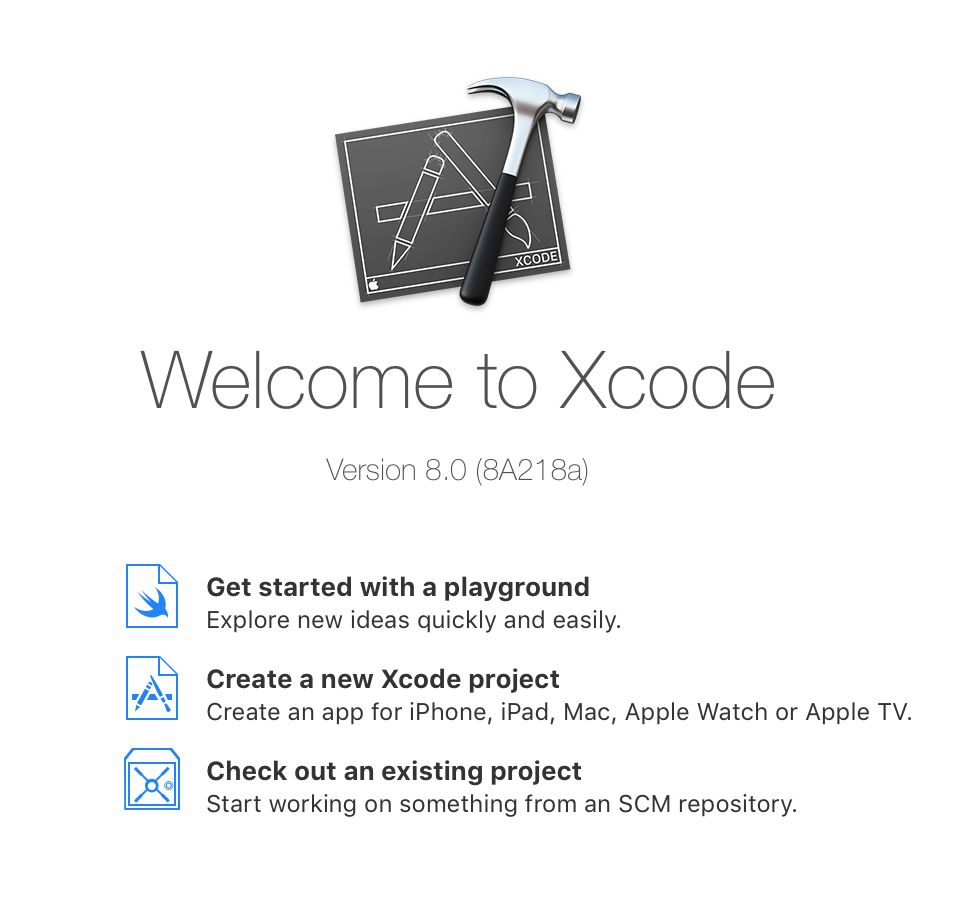 XCODE
Welcome to Xcode
Version 8.0 (8A218a)
Get started with a playground
Explore new ideas quickly and easily.
Create a new Xcode project
Create an app for iPhone, iPad, Mac, Apple Watch or Apple TV.
Check out an existing project
Start working on something from an SCM repository.